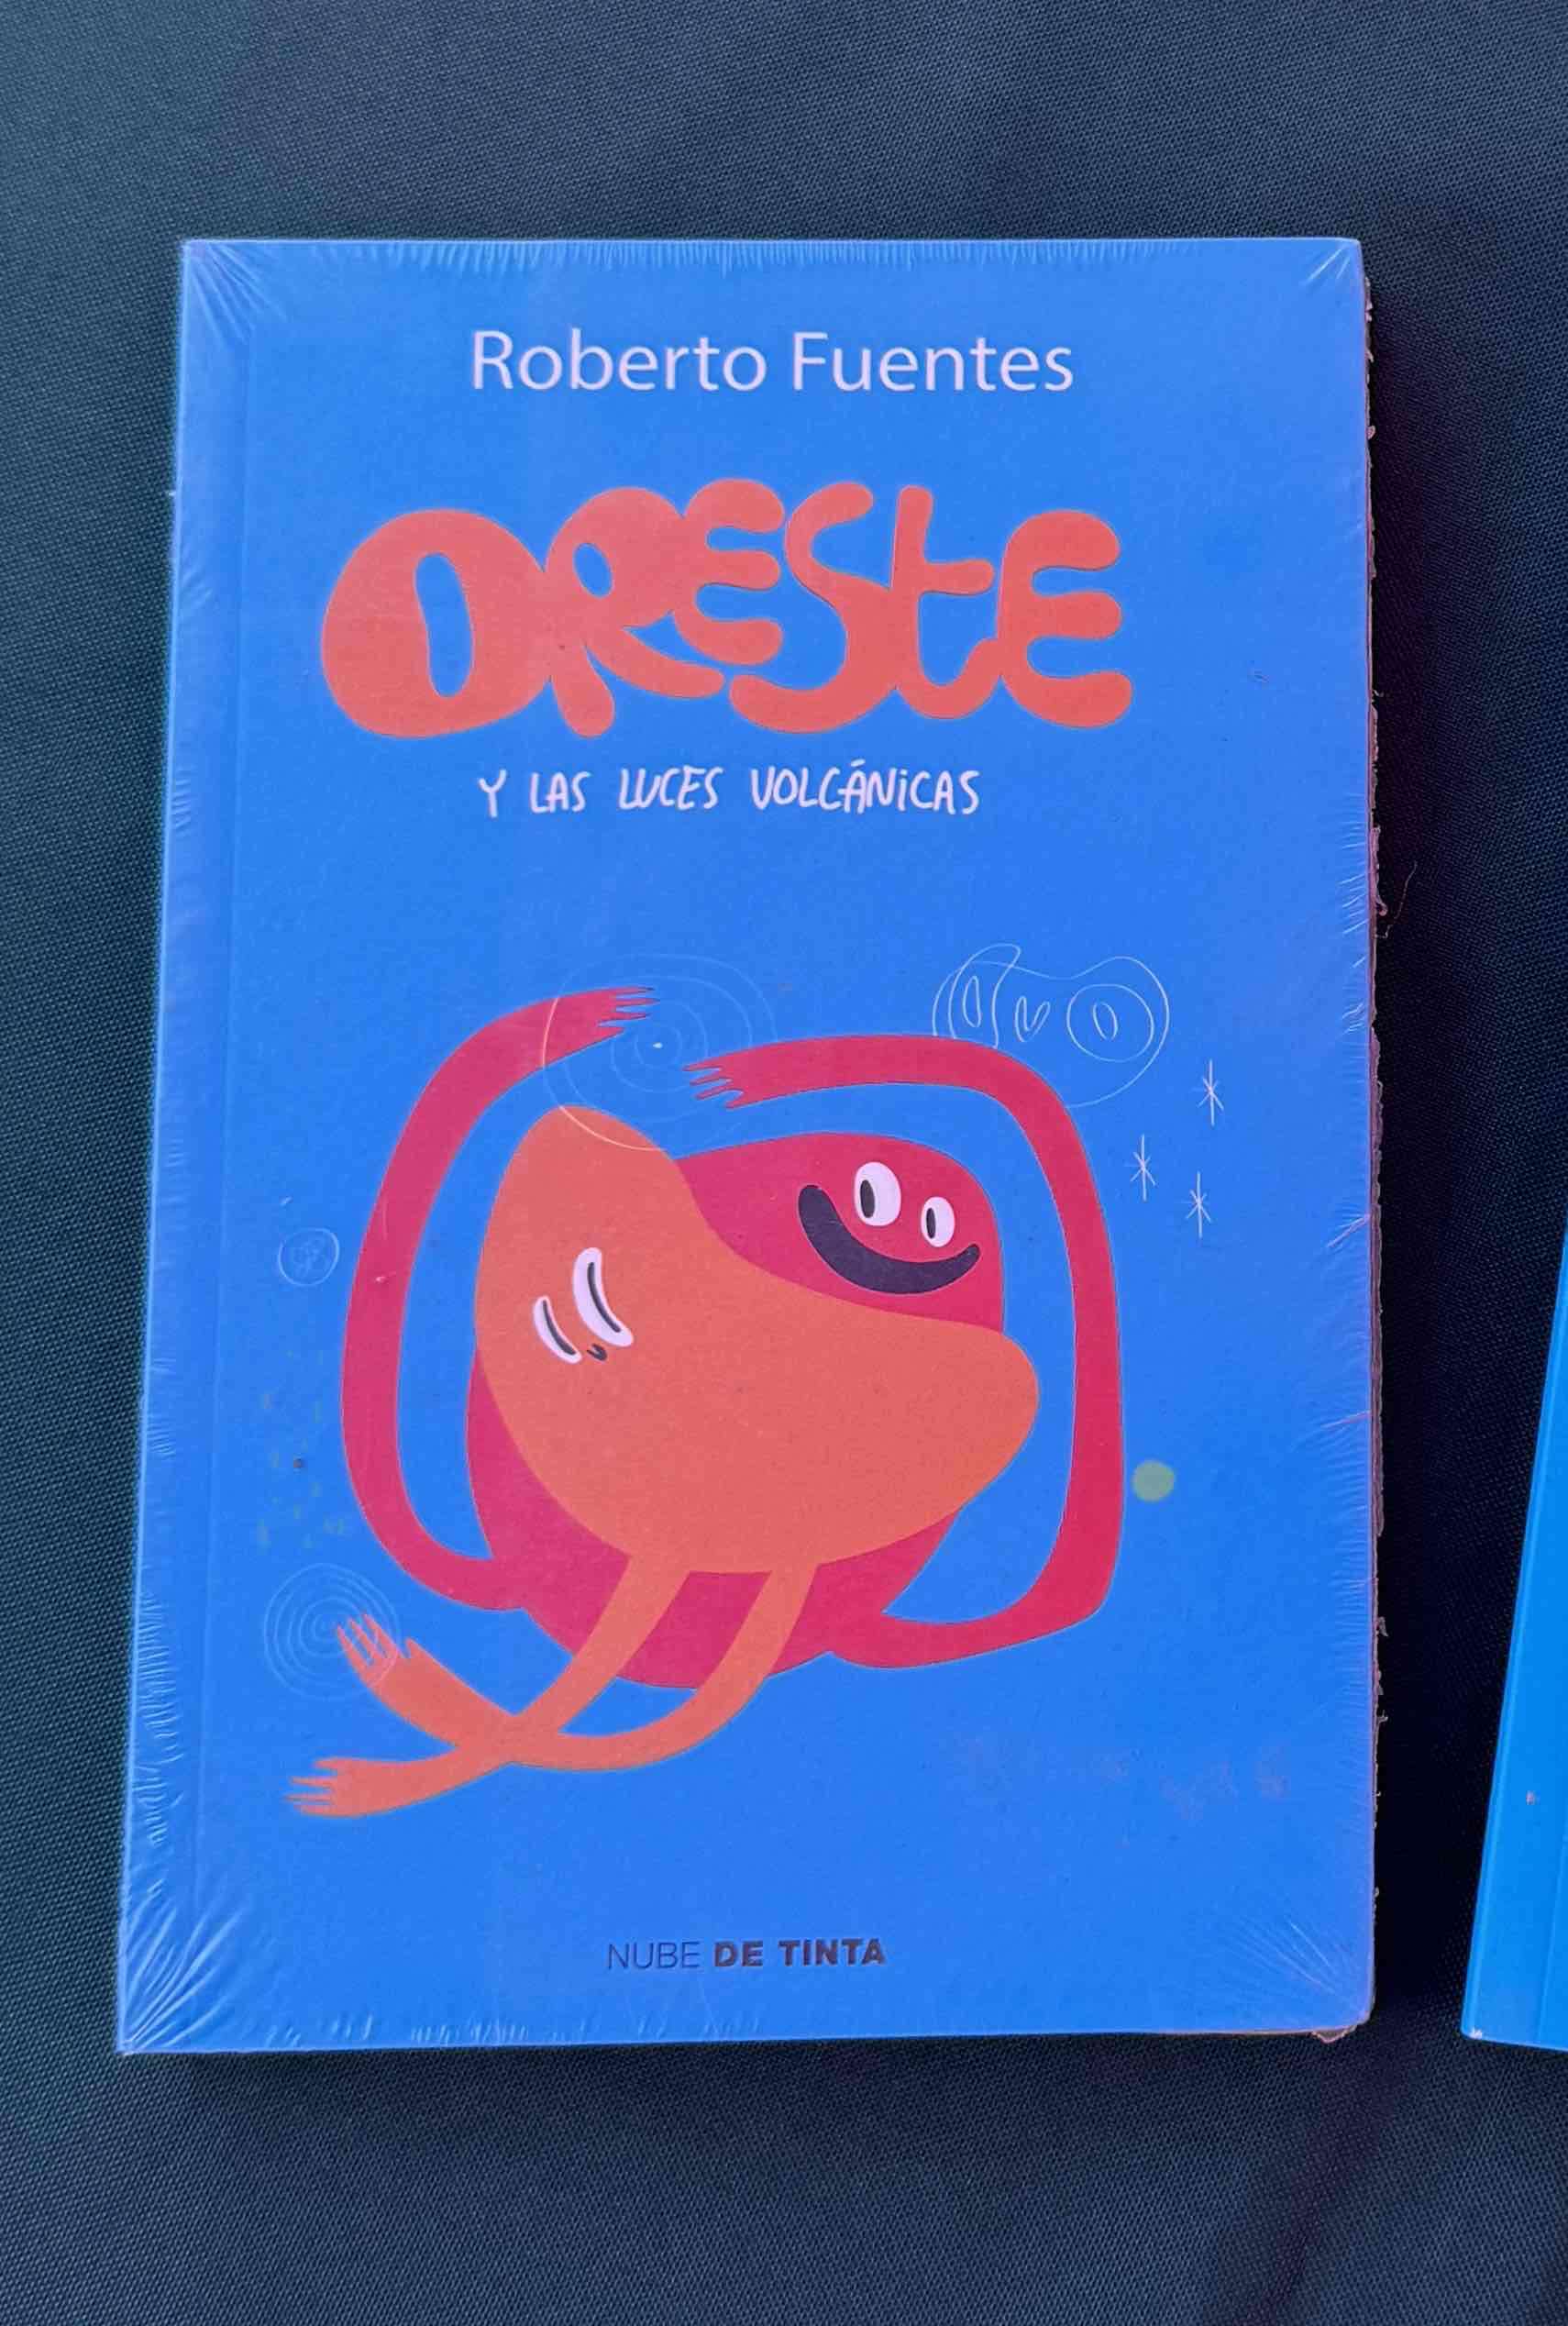 Roberto Fuentes
ORESTE
Y LAS LUCES VOLCÁNiCAS
NUBE DE TINTA